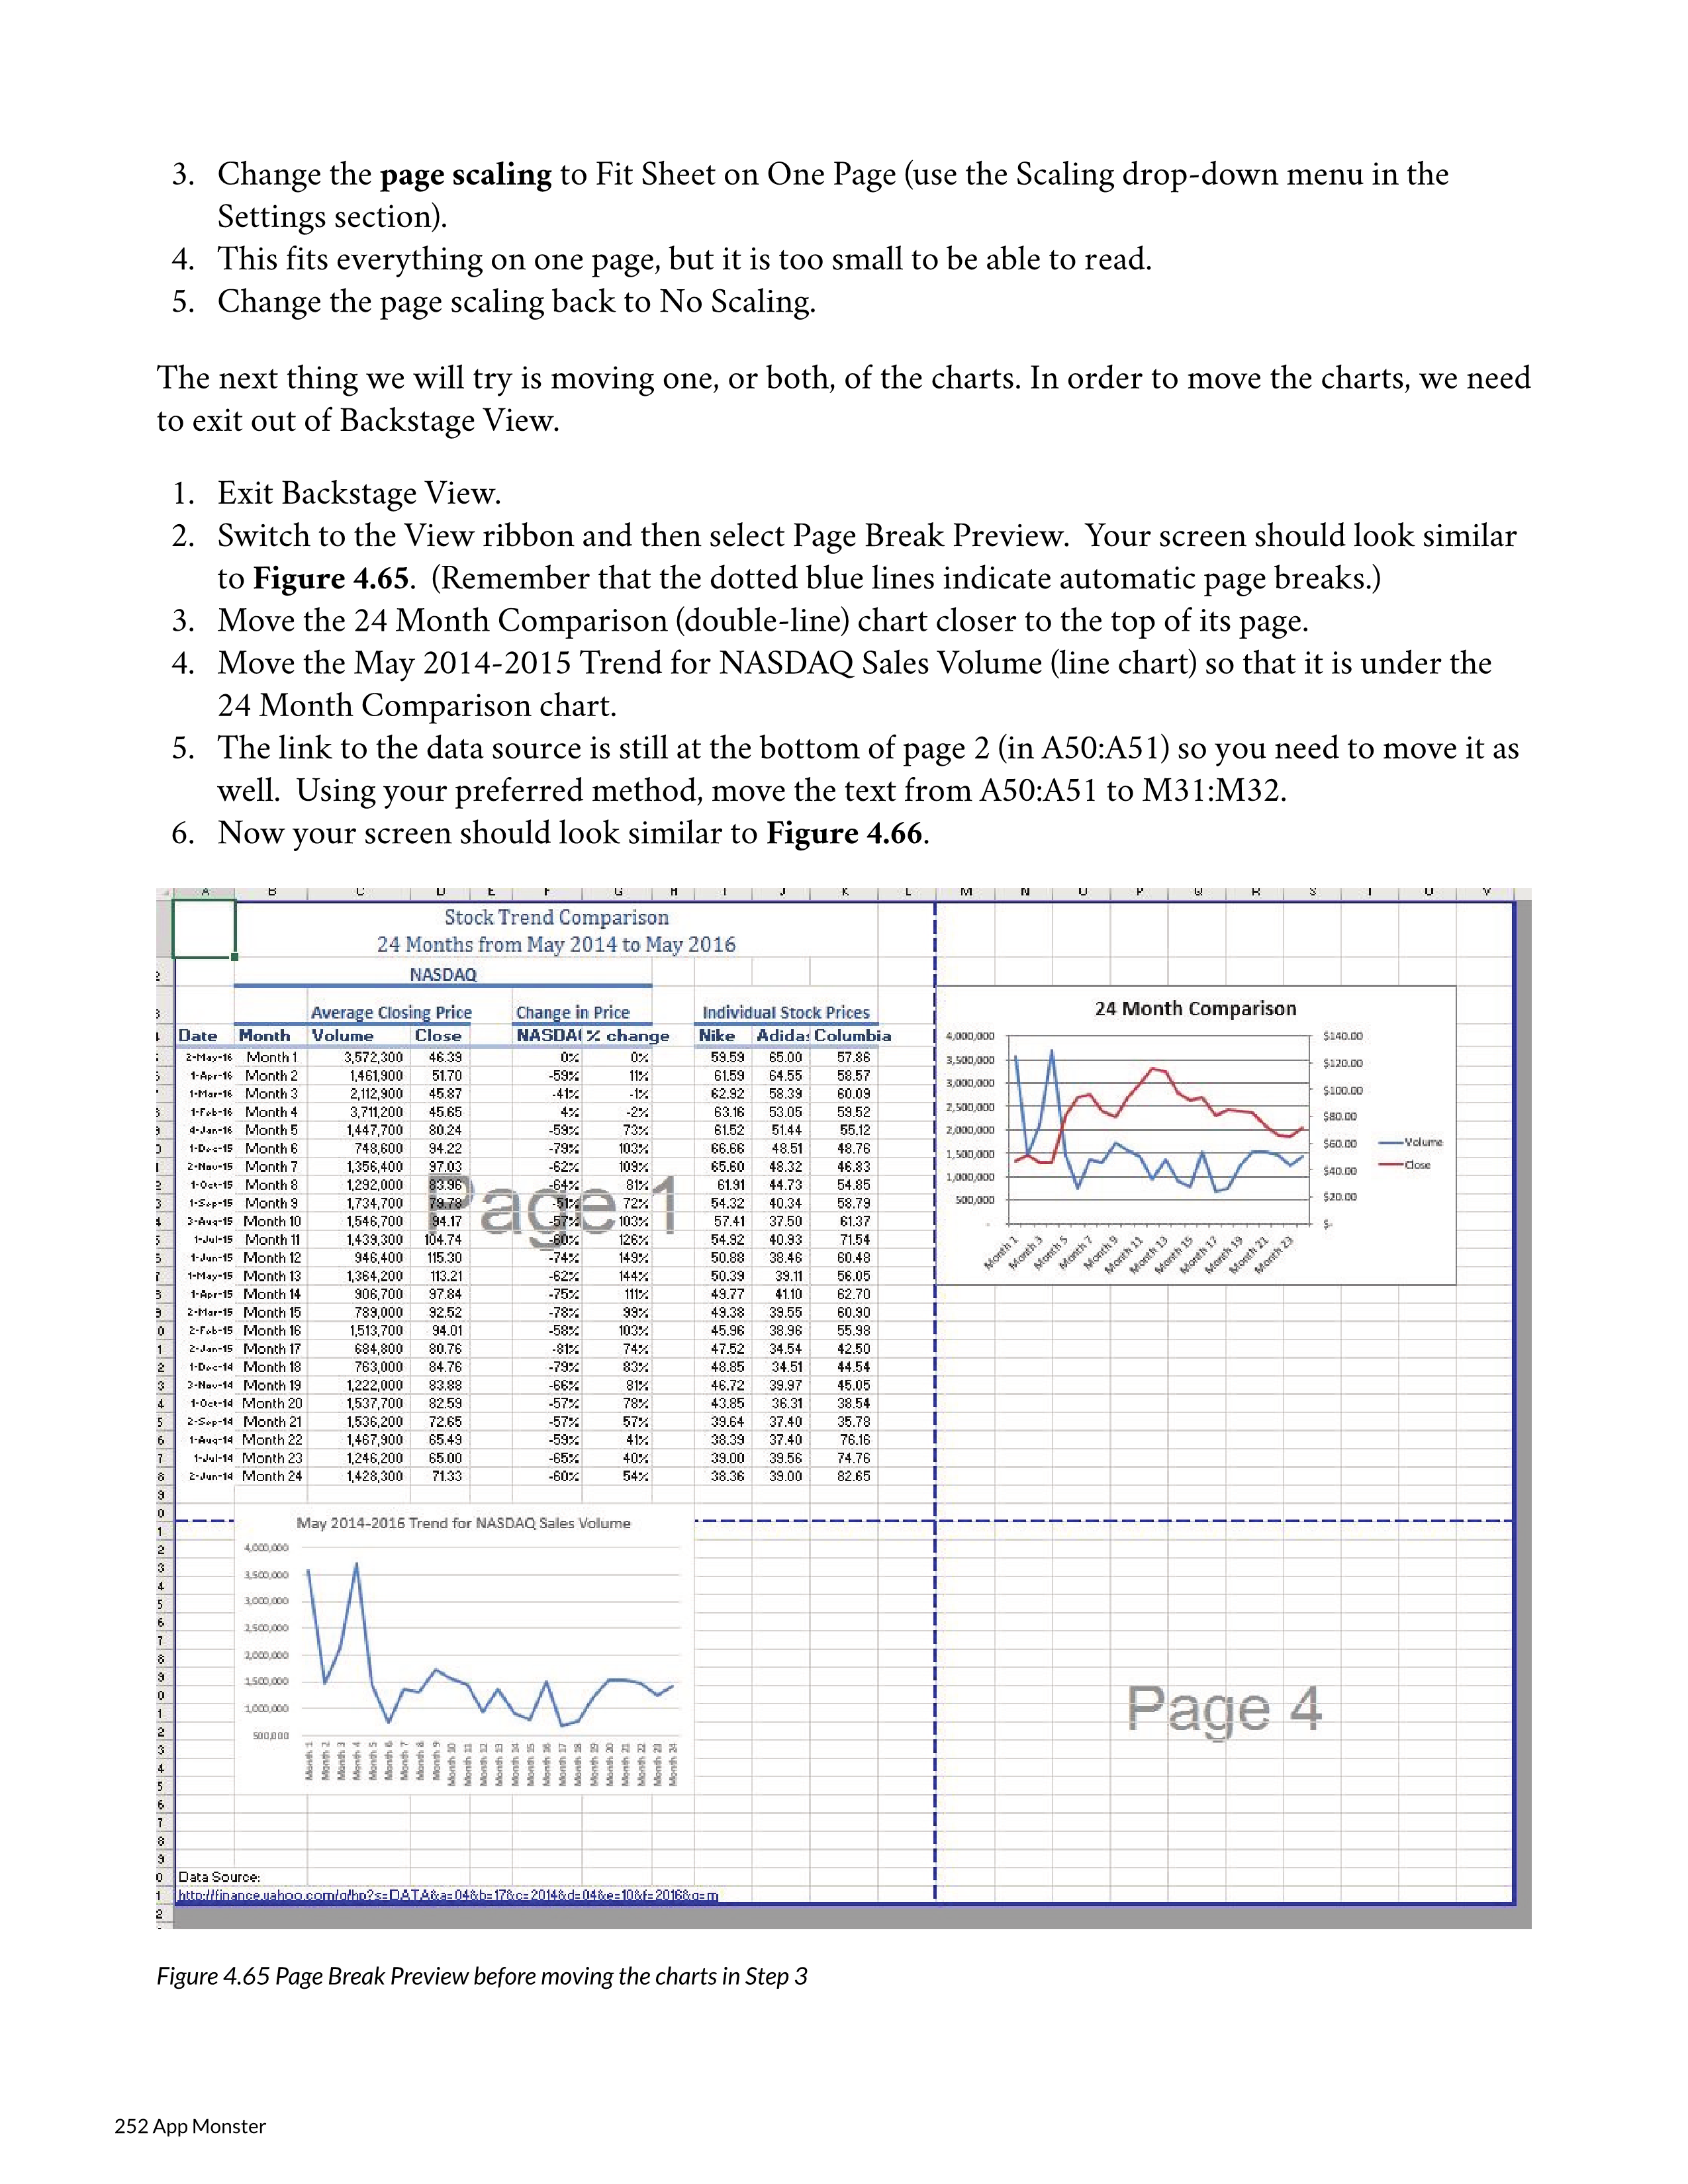 3. Change the page scaling to Fit Sheet on One Page (use the Scaling drop-down menu in the
Settings section).
4. This fits everything on one page, but it is too small to be able to read.
5. Change the page scaling back to No Scaling.
The next thing we will try is moving one, or both, of the charts. In order to move the charts, we need
to exit out of Backstage View.
1. Exit Backstage View.
2. Switch to the View ribbon and then select Page Break Preview. Your screen should look similar
to Figure 4.65. (Remember that the dotted blue lines indicate automatic page breaks.)
3. Move the 24 Month Comparison (double-line) chart closer to the top of its page.
4. Move the May 2014-2015 Trend for NASDAQ Sales Volume (line chart) so that it is under the
24 Month Comparison chart.
5. The link to the data source is still at the bottom of page 2 (in A50:A51) so you need to move it as
well. Using your preferred method, move the text from A50:A51 to M31:M32.
6. Now your screen should look similar to Figure 4.66.
Stock Trend Comparison
24 Months from May 2014 to May 2016
NASDAQ
Average Closing Price Change in Price Individual Stock Prices
Date Month Volume Close NASDA( % change Nike Adida: Columbia
2-May-16 Month 1 3,572,300 46.39 0% 0% 59.59 65.00 57.86
1-Apr-16 Month 2 1,461,900 51.70 -59% 11% 61.59 64.55 58.57
1-Mar-16 Month 3 2,112,900 45.87 -41% -1% 62.92 58.39 60.09
1-Feb-16 Month 4 3,711,200 45.65 4% -2% 63.16 53.05 59.52
4-Jan-16 Month 5 1,447,700 80.24 -59% 73% 61.52 51.44 55.12
1-Dec-15 Month 6 748,600 94.22 -79% 103% 66.66 48.51 48.76
2-Nov-15 Month 7 1,356,400 97.03 -62% 109% 65.60 48.32 46.83
1-Oct-15 Month 8 1,292,000 83.96 -64% 81% 61.91 44.73 54.85
1-Sep-15 Month 9 1,734,700 79.78 -51% 72% 54.32 40.34 58.79
3-Aug-15 Month 10 1,546,700 94.17 -57% 103% 57.41 37.50 61.37
1-Jul-15 Month 11 1,439,300 104.74 -60% 126% 54.92 40.93 71.54
1-Jun-15 Month 12 946,400 115.30 -74% 149% 50.88 38.46 60.48
1-May-15 Month 13 1,364,200 113.21 -62% 144% 50.39 39.11 56.05
1-Apr-15 Month 14 906,700 97.84 -75% 111% 49.77 41.10 62.70
2-Mar-15 Month 15 789,000 92.52 -78% 99% 49.38 39.55 60.90
2-Feb-15 Month 16 1,513,700 94.01 -58% 103% 45.96 38.96 55.98
2-Jan-15 Month 17 684,800 80.76 -81% 74% 47.52 34.54 42.50
1-Dec-14 Month 18 763,000 84.76 -79% 83% 48.85 34.51 44.54
3-Nov-14 Month 19 1,222,000 83.88 -66% 81% 46.72 39.97 45.05
1-Oct-14 Month 20 1,537,700 82.59 -57% 78% 43.85 36.31 38.54
2-Sep-14 Month 21 1,536,200 72.65 -57% 57% 39.64 37.40 35.78
1-Aug-14 Month 22 1,467,900 65.49 -59% 41% 38.39 37.40 76.16
1-Jul-14 Month 23 1,246,200 65.00 -65% 40% 39.00 39.56 74.76
2-Jun-14 Month 24 1,428,300 71.33 -60% 54% 38.36 39.00 82.65
Page 1
24 Month Comparison
4,000,000 $140.00
3,500,000 $120.00
3,000,000 $100.00
2,500,000 $80.00
2,000,000 $60.00
1,500,000 $40.00
1,000,000 $20.00
500,000 $-
-
Volume
Close
Month 1 Month 3 Month 5 Month 7 Month 9 Month 11 Month 13 Month 15 Month 17 Month 19 Month 21 Month 23
May 2014-2016 Trend for NASDAQ Sales Volume
4,000,000
3,500,000
3,000,000
2,500,000
2,000,000
1,500,000
1,000,000
500,000
Month 1 Month 2 Month 3 Month 4 Month 5 Month 6 Month 7 Month 8 Month 9 Month 10 Month 11 Month 12 Month 13 Month 14 Month 15 Month 16 Month 17 Month 18 Month 19 Month 20 Month 21 Month 22 Month 23 Month 24
Page 4
Data Source:
http://finance.yahoo.com/q/hp?s=DATA&a=04&b=17&c=2014&d=04&e=10&f=2016&g=m
Figure 4.65 Page Break Preview before moving the charts in Step 3
252 App Monster